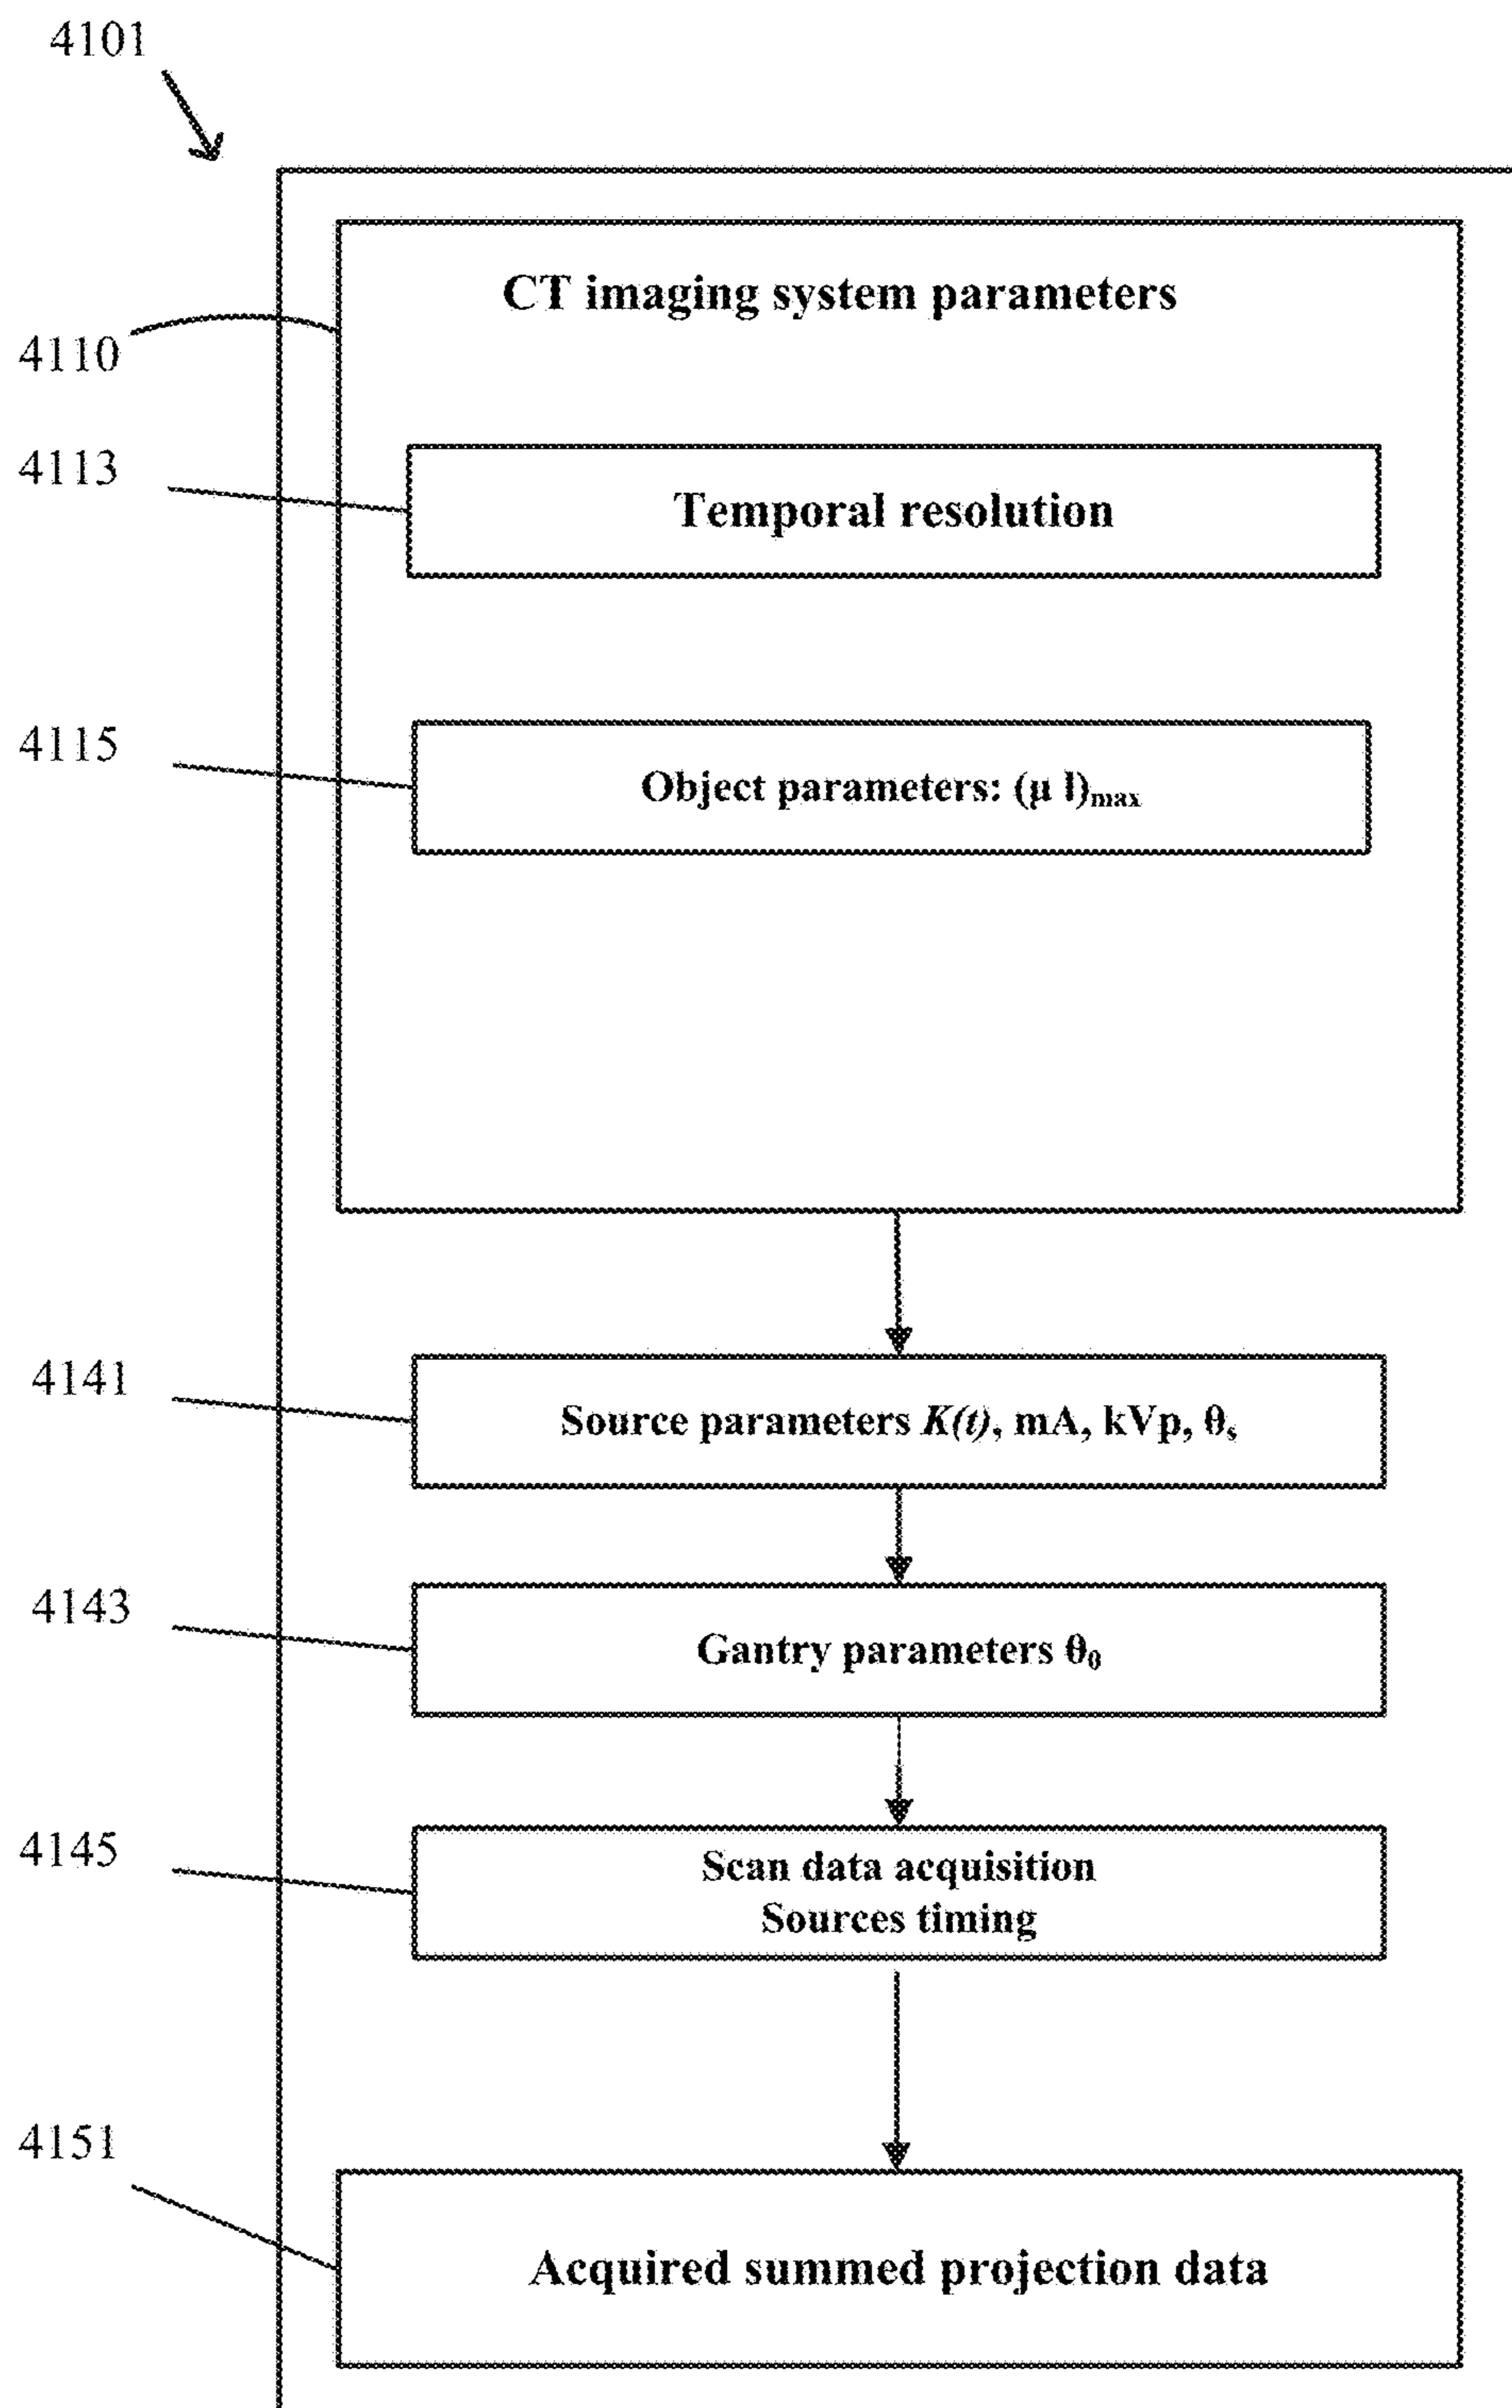 4101
CT imaging system parameters
4110
4113
Temporal resolution
4115
Object parameters: (μ l)max
4141
Source parameters K(t), mA, kVp, θs
4143
Gantry parameters θ0
4145
Scan data acquisition
Sources timing
4151
Acquired summed projection data